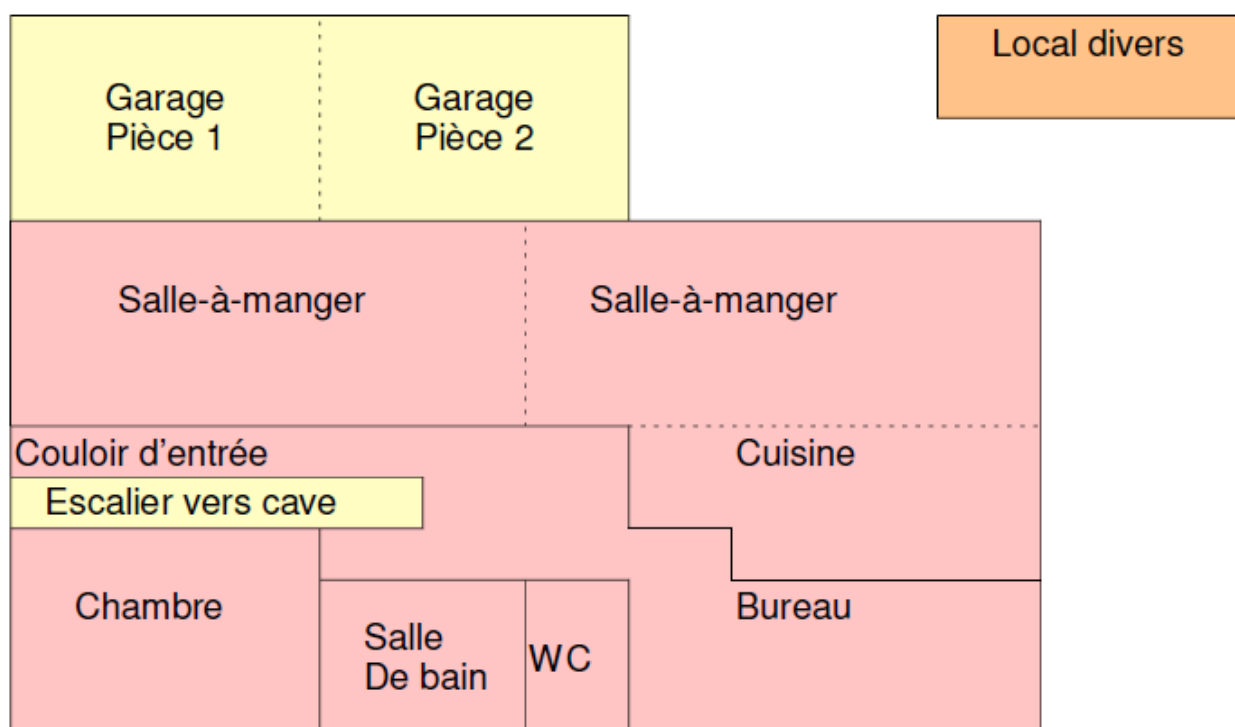 Local divers
Garage
Pièce 1
Garage
Pièce 2
Salle-à-manger
Salle-à-manger
Couloir d'entrée
Cuisine
Escalier vers cave
Chambre
Bureau
Salle
De bain
WC